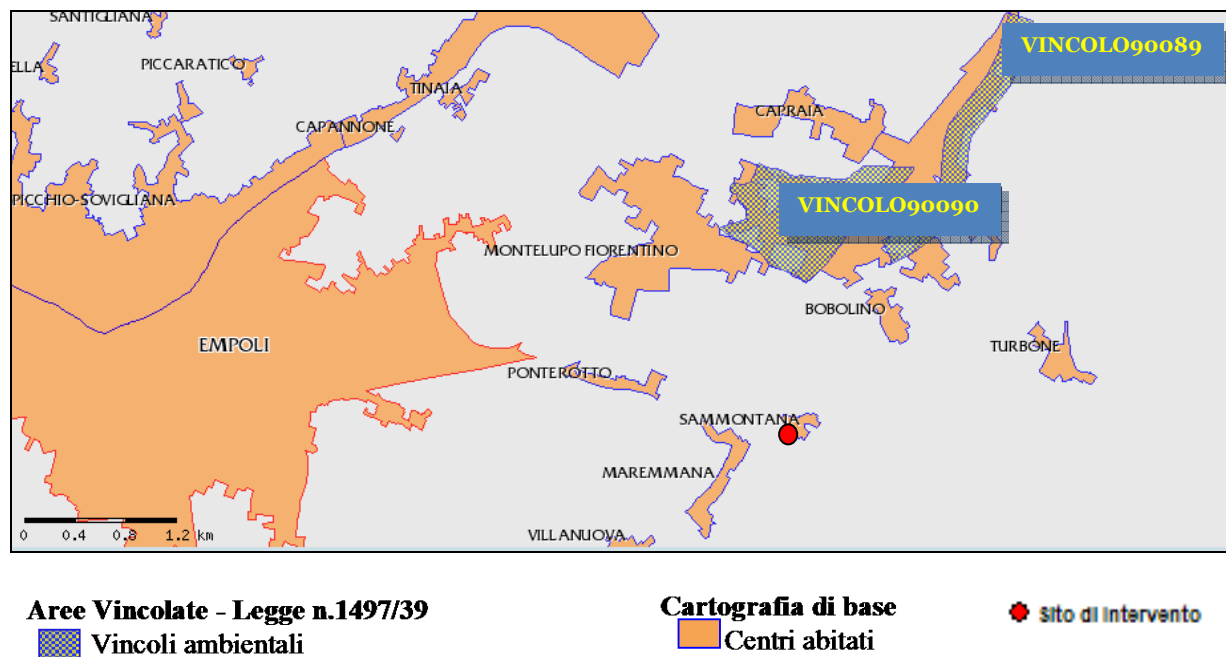 SANTIGLIANA
VINCOLO90089
ELLA
PICCARATICO
TINAIA
CAPRAIA
CAPANNONE
PICCHIO-SOVIGLIANA
VINCOLO90090
MONTELUPO FIORENTINO
BOBOLINO
EMPOLI
TURBONE
PONTEROTTO
SAMMONTANA
MAREMMANA
VILLANUOVA
0 0.4 0.8 1.2 km
Aree Vincolate - Legge n.1497/39
Vincoli ambientali
Cartografia di base
Centri abitati
Sito di Intervento